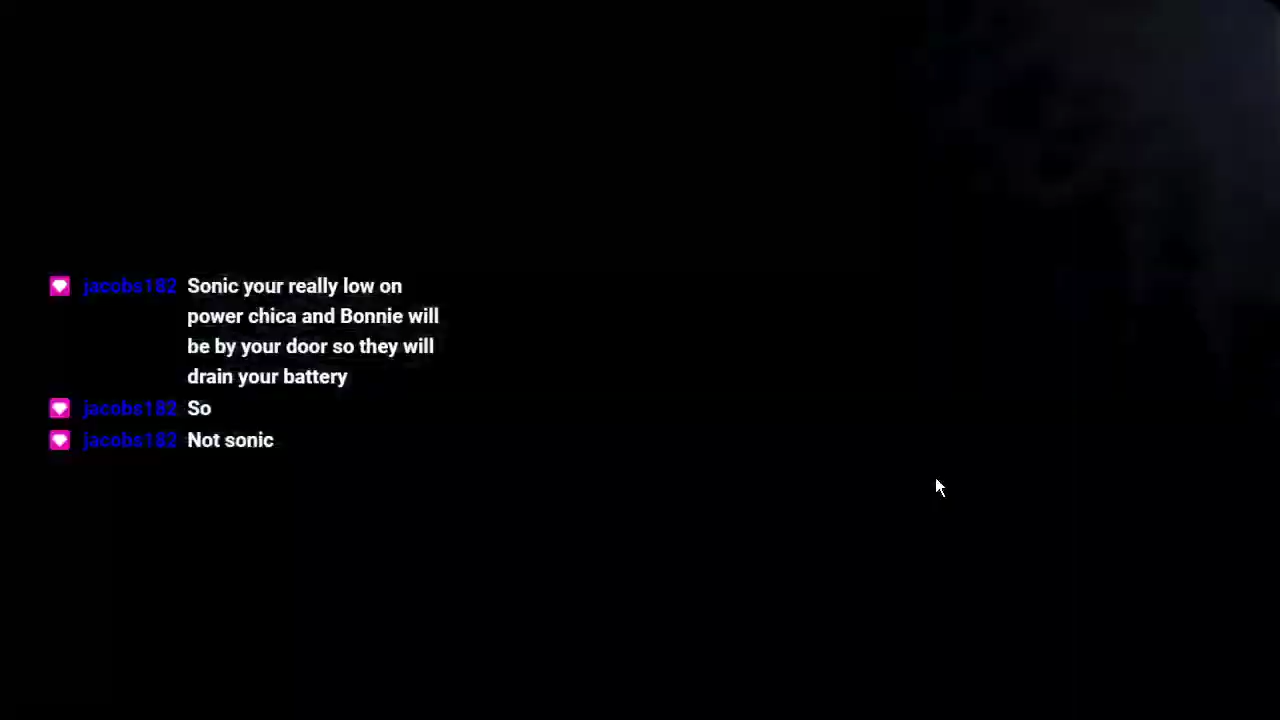 jacobs182 Sonic your really low on
power chica and Bonnie will
be by your door so they will
drain your battery
jacobs182 So
jacobs182 Not sonic